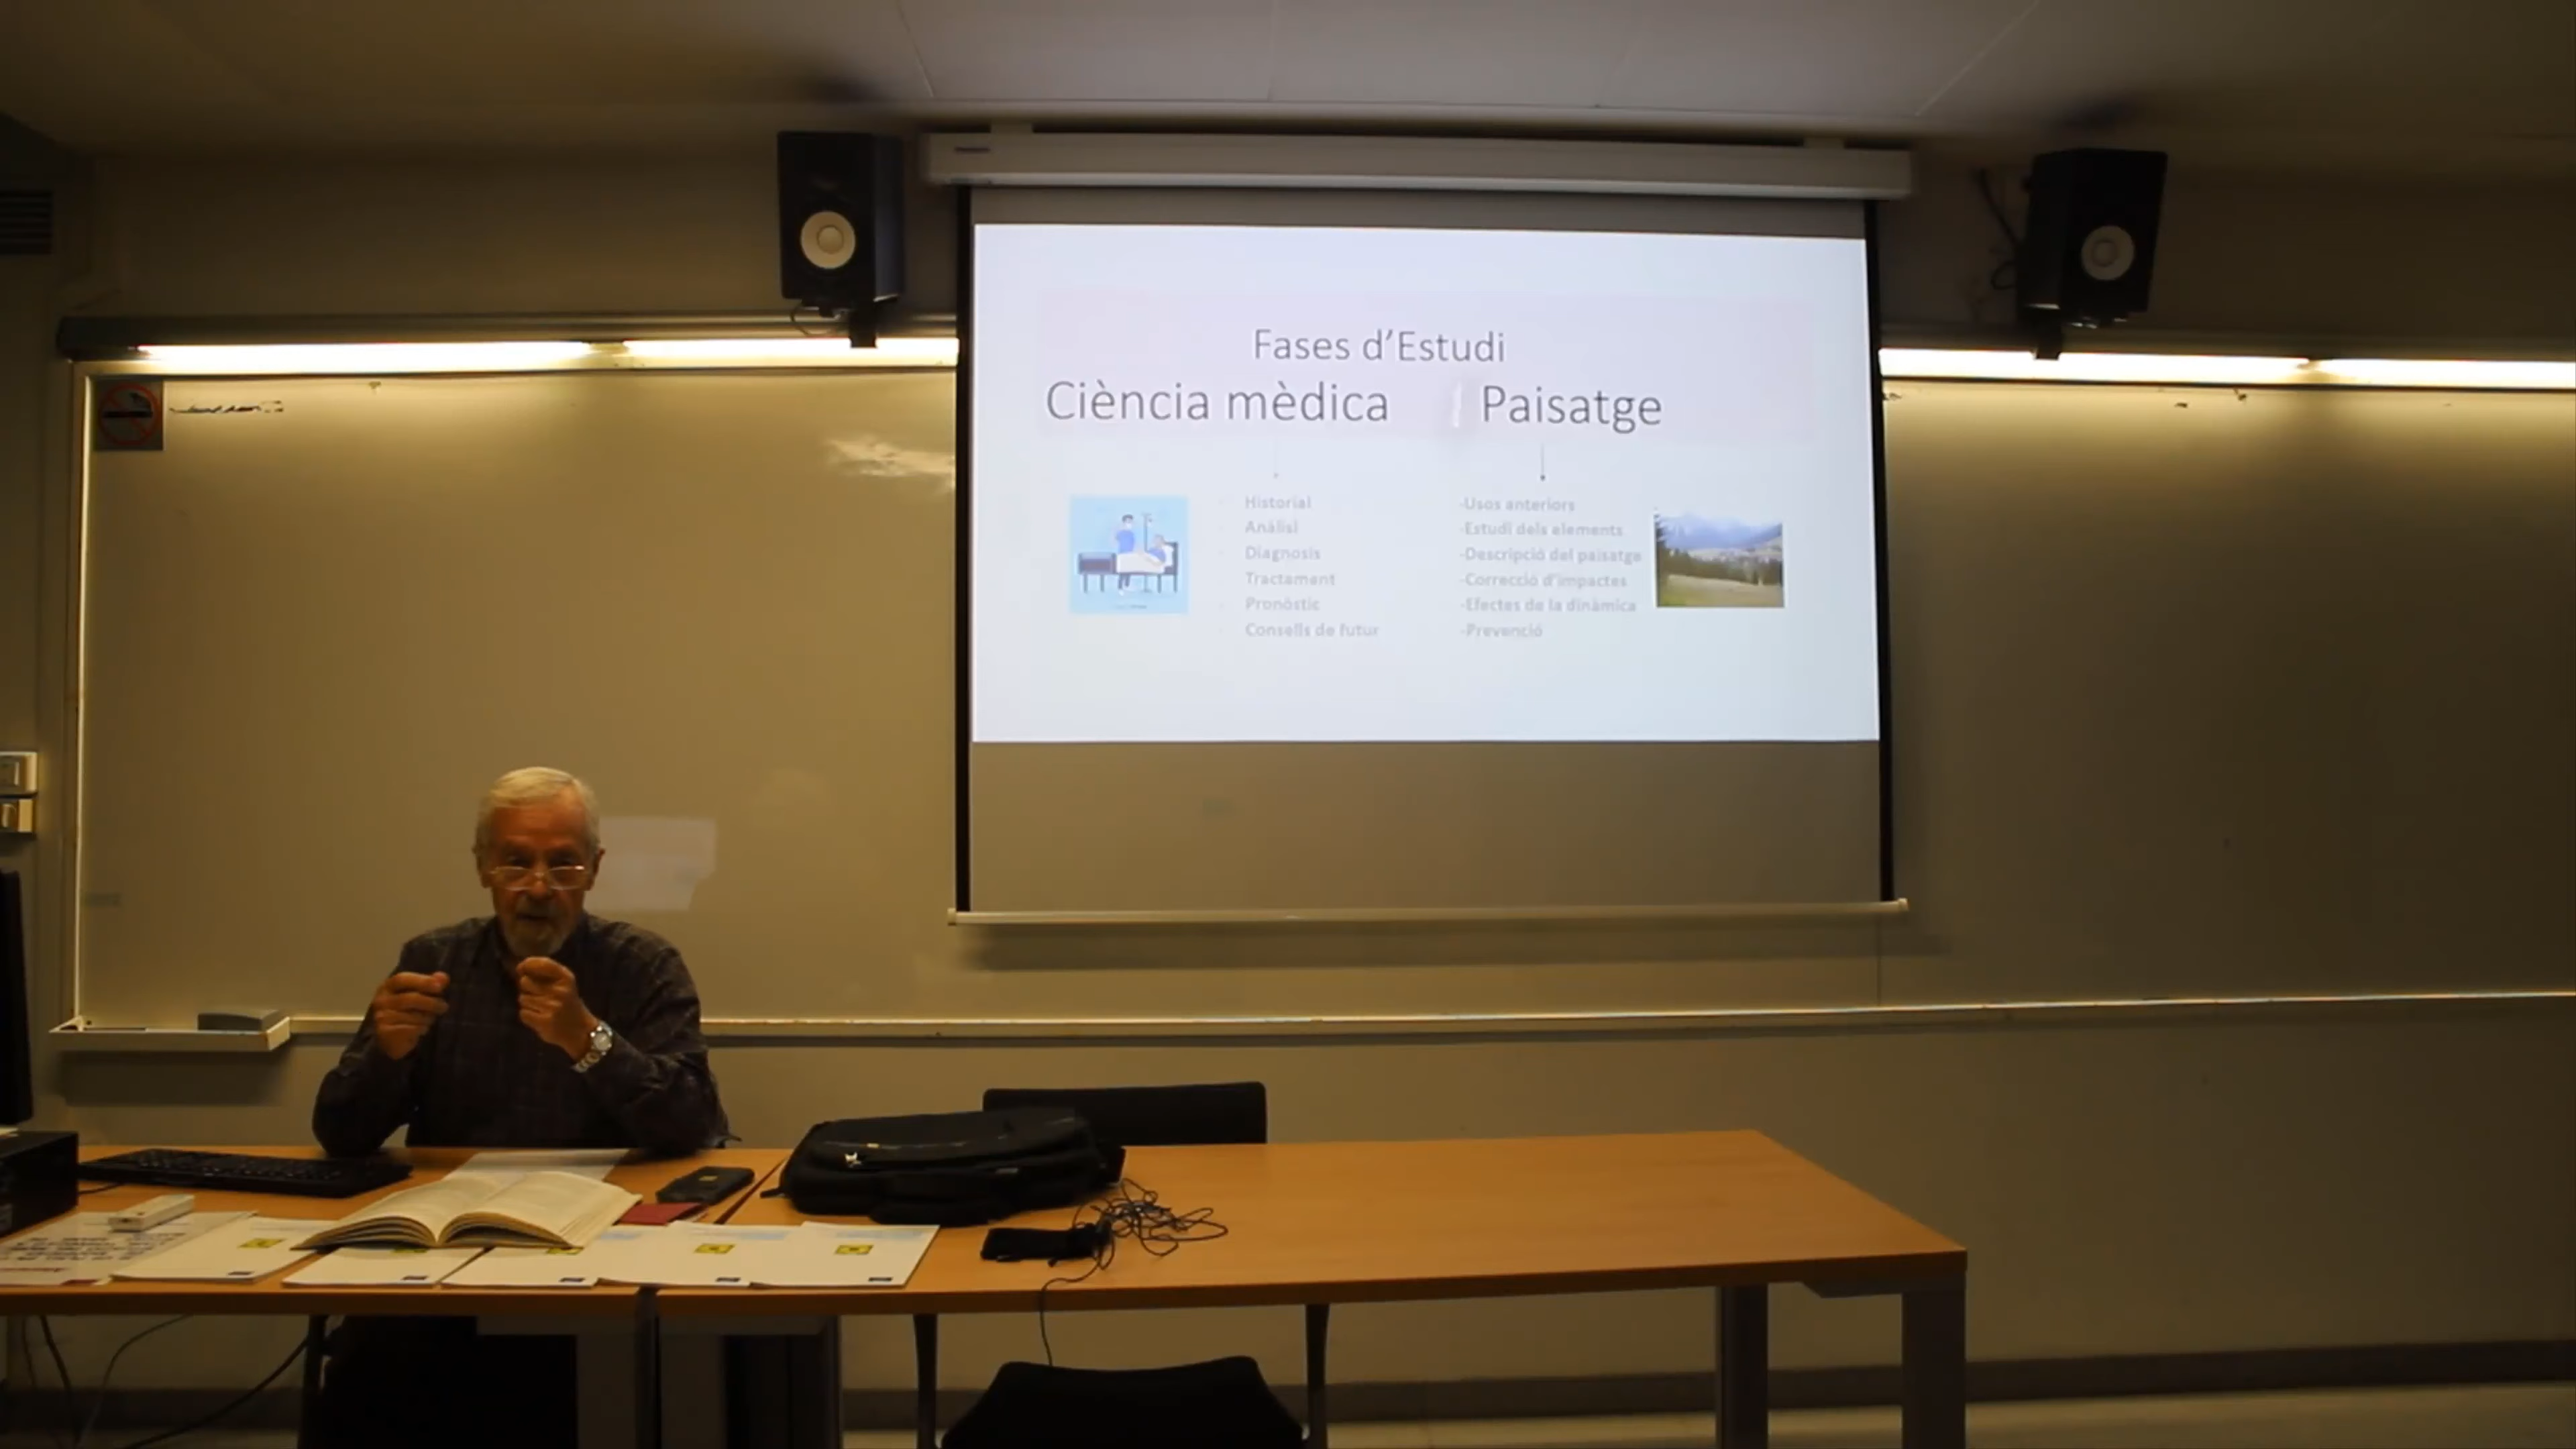 Fases d'Estudi
Ciència mèdica | Paisatge
Historial
Anàlisi
Diagnosis
Tractament
Pronòstic
Consells de futur
-Usos anteriors
-Estudi dels elements
-Descripció del paisatge
-Correcció d'impactes
-Efectes de la dinàmica
-Prevenció